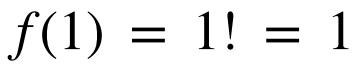 f(1) = 1! = 1